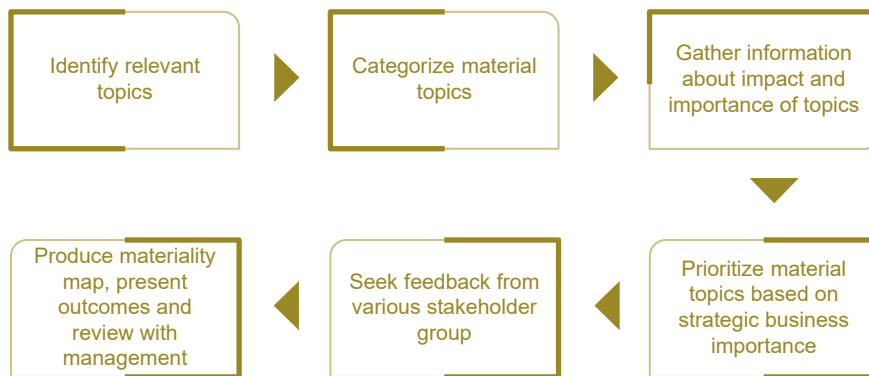 Identify relevant
topics
Categorize material
topics
Gather information
about impact and
importance of topics
Prioritize material
topics based on
strategic business
importance
Seek feedback from
various stakeholder
group
Produce materiality
map, present
outcomes and
review with
management